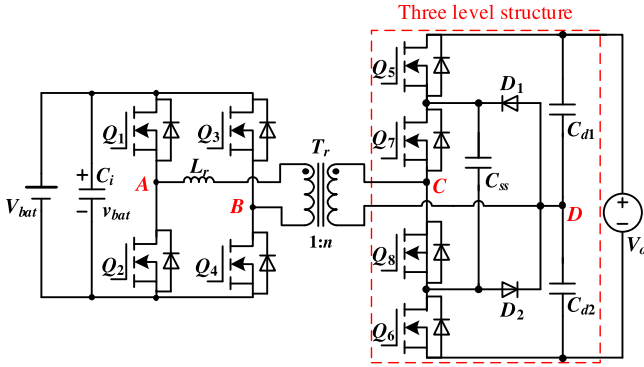 Three level structure
Q5
D1
Q1
Q3
Cd1
Tr
Q7
Lr
Css
A
+
Ci
C
Vbat
vbat
B
D
+
−
Vo
−
1:n
Q8
Q2
Q4
D2
Cd2
Q6